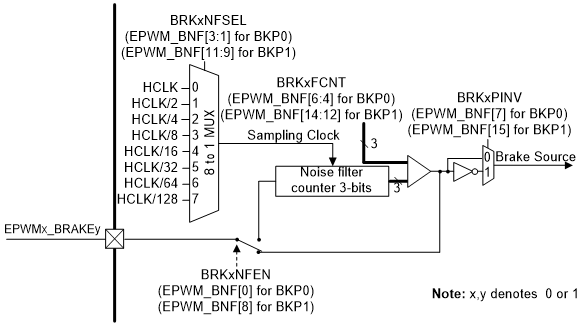 BRKxNFSEL
(EPWM_BNF[3:1] for BKP0)
(EPWM_BNF[11:9] for BKP1)
HCLK
0
HCLK/2
1
HCLK/4
2
HCLK/8
3
HCLK/16
4
HCLK/32
5
HCLK/64
6
HCLK/128
7
8 to 1 MUX
BRKxFCNT
(EPWM_BNF[6:4] for BKP0)
(EPWM_BNF[14:12] for BKP1)
Sampling Clock
3
Noise filter
counter 3-bits
3
BRKxPINV
(EPWM_BNF[7] for BKP0)
(EPWM_BNF[15] for BKP1)
0
1
Brake Source
EPWMx_BRAKEy
BRKxNFEN
(EPWM_BNF[0] for BKP0)
(EPWM_BNF[8] for BKP1)
Note: x,y denotes 0 or 1